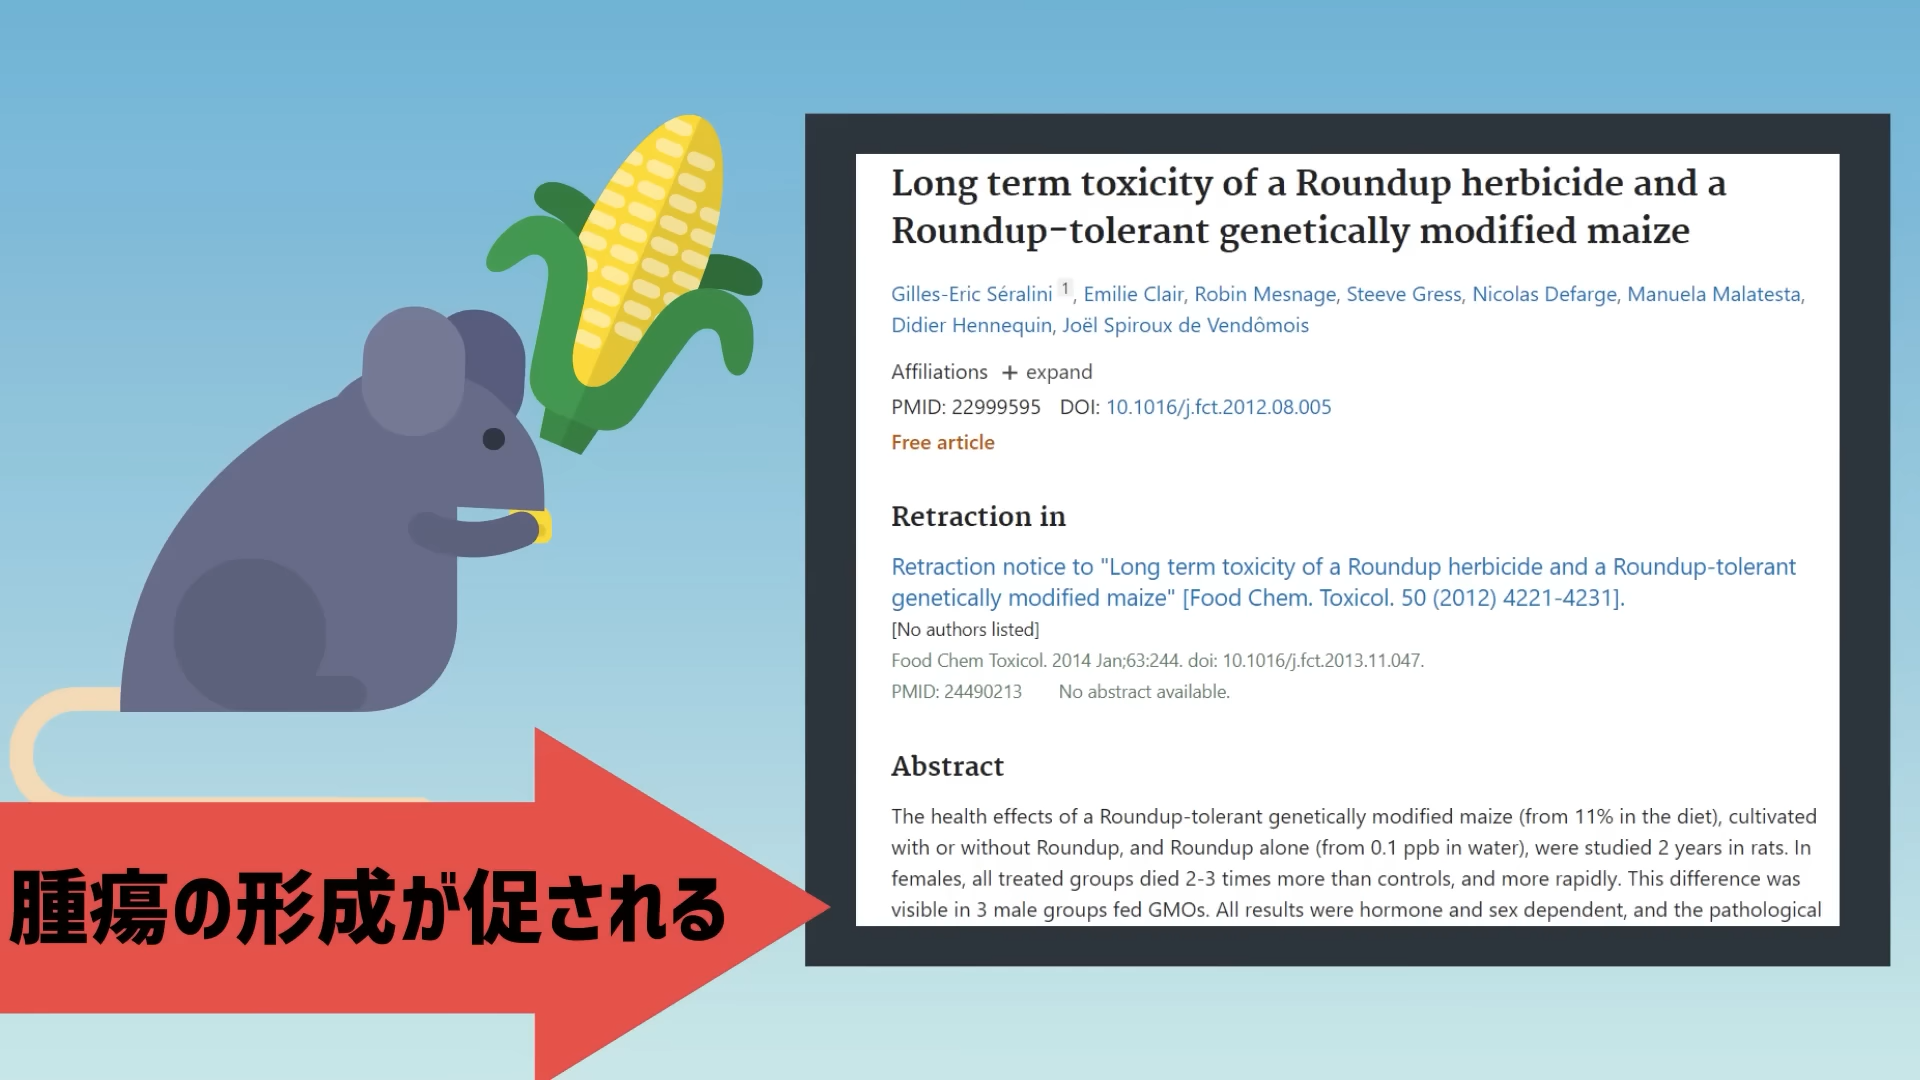 Long term toxicity of a Roundup herbicide and a
Roundup-tolerant genetically modified maize
Gilles-Eric Séralini 1, Emilie Clair, Robin Mesnage, Steeve Gress, Nicolas Defarge, Manuela Malatesta,
Didier Hennequin, Joël Spiroux de Vendômois
Affiliations + expand
PMID: 22999595 DOI: 10.1016/j.fct.2012.08.005
Free article
Retraction in
Retraction notice to "Long term toxicity of a Roundup herbicide and a Roundup-tolerant
genetically modified maize" [Food Chem. Toxicol. 50 (2012) 4221-4231].
[No authors listed]
Food Chem Toxicol. 2014 Jan;63:244. doi: 10.1016/j.fct.2013.11.047.
PMID: 24490213 No abstract available.
Abstract
The health effects of a Roundup-tolerant genetically modified maize (from 11% in the diet), cultivated
with or without Roundup, and Roundup alone (from 0.1 ppb in water), were studied 2 years in rats. In
females, all treated groups died 2-3 times more than controls, and more rapidly. This difference was
visible in 3 male groups fed GMOs. All results were hormone and sex dependent, and the pathological
腫瘍の形成が促される